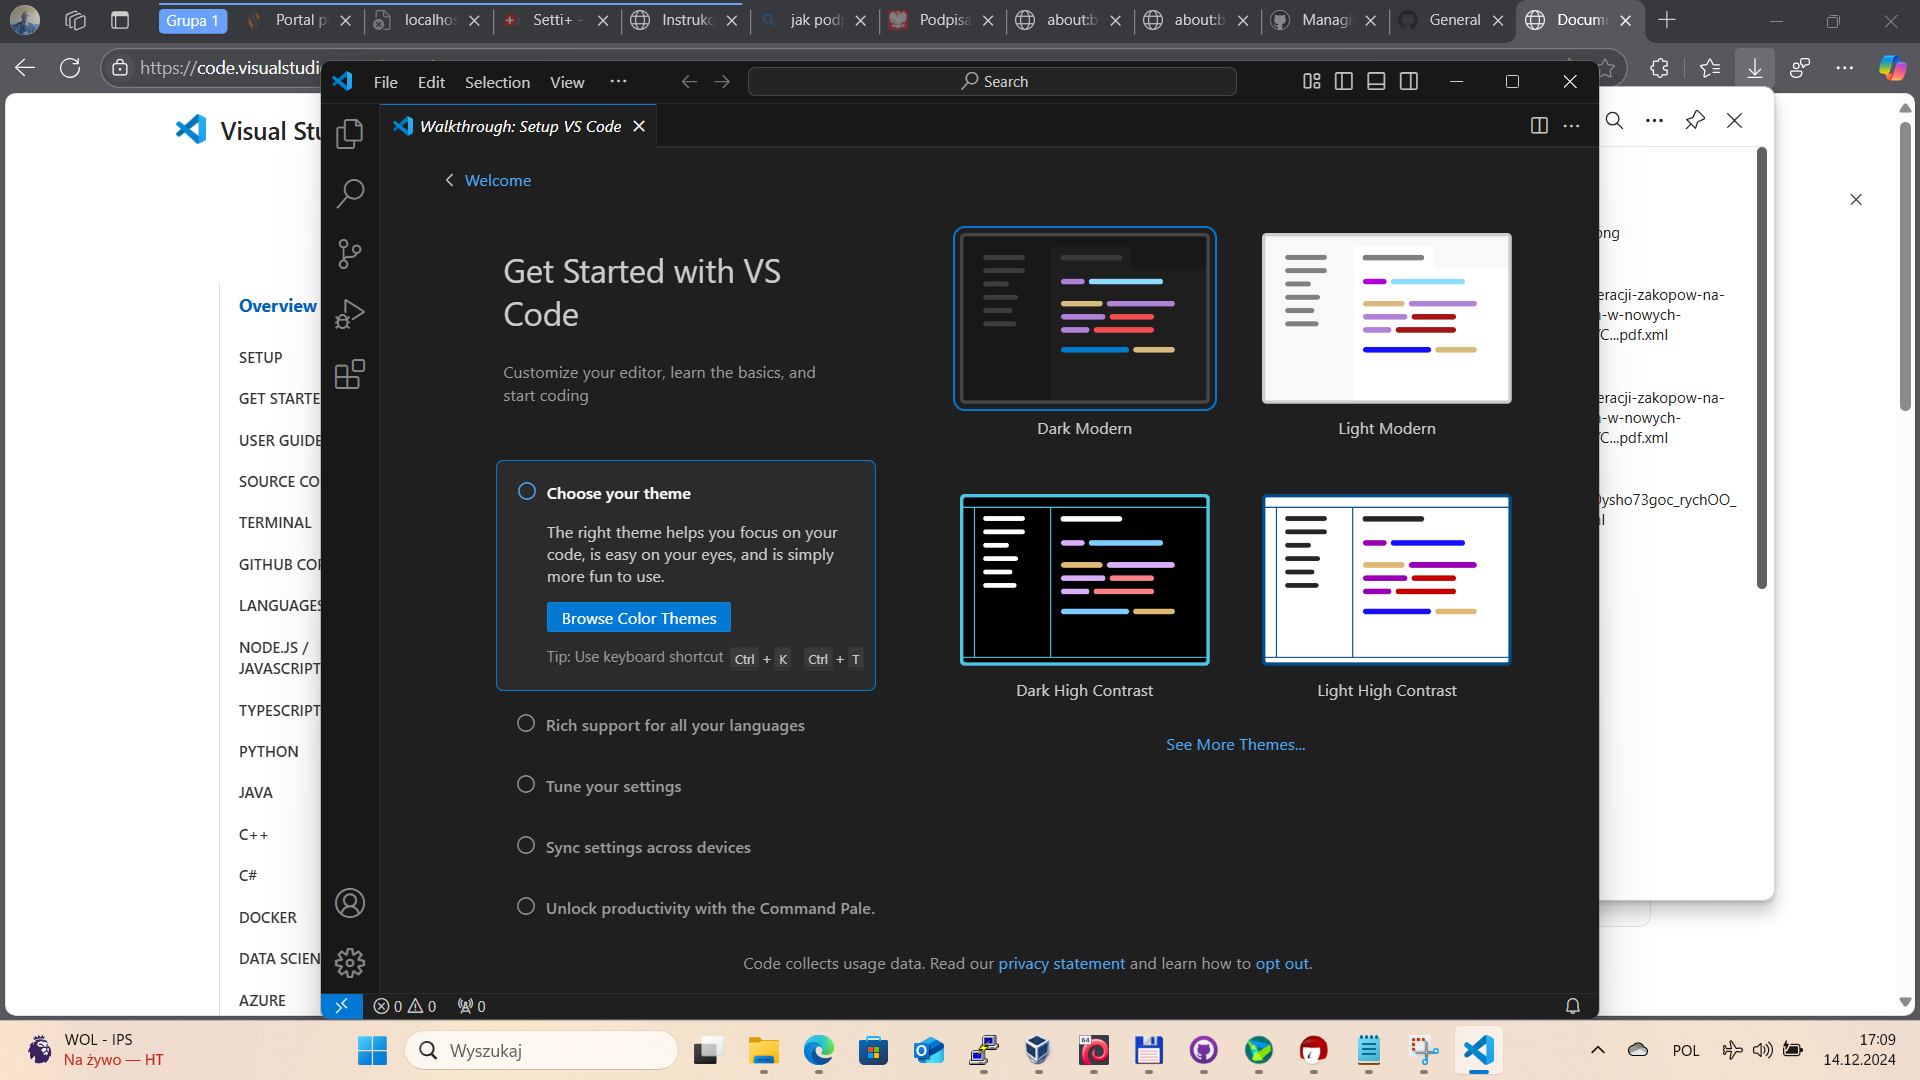 Grupa 1
Portal p
localhos
Setti+ -
Instrukc
jak podp
Podpisa
about:b
about:b
Managi
General
Docum
https://code.visualstudi
File
Edit
Selection
View
Search
Visual Stu
Walkthrough: Setup VS Code
Welcome
Get Started with VS
Code
Customize your editor, learn the basics, and
start coding
Choose your theme
The right theme helps you focus on your
code, is easy on your eyes, and is simply
more fun to use.
Browse Color Themes
Tip: Use keyboard shortcut Ctrl + K Ctrl + T
Rich support for all your languages
Tune your settings
Sync settings across devices
Unlock productivity with the Command Pale.
Dark Modern
Light Modern
Dark High Contrast
Light High Contrast
See More Themes...
Code collects usage data. Read our privacy statement and learn how to opt out.
0
0
0
Overview
SETUP
GET STARTE
USER GUIDE
SOURCE CO
TERMINAL
GITHUB COP
LANGUAGES
NODE.JS /
JAVASCRIPT
TYPESCRIPT
PYTHON
JAVA
C++
C#
DOCKER
DATA SCIEN
AZURE
png
eracji-zakopow-na-
a-w-nowych-
C...pdf.xml
eracji-zakopow-na-
a-w-nowych-
C...pdf.xml
ysho73goc_rychOO_
WOL - IPS
Na żywo — HT
Wyszukaj
64
POL
17:09
14.12.2024